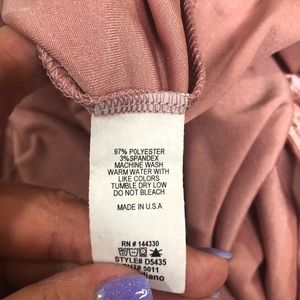 97% POLYESTER
3%SPANDEX
MACHINE WASH
WARM WATER WITH
LIKE COLORS
TUMBLE DRY LOW
DO NOT BLEACH
MADE IN U.S.A
RN # 144330
STYLE# D5435
5011